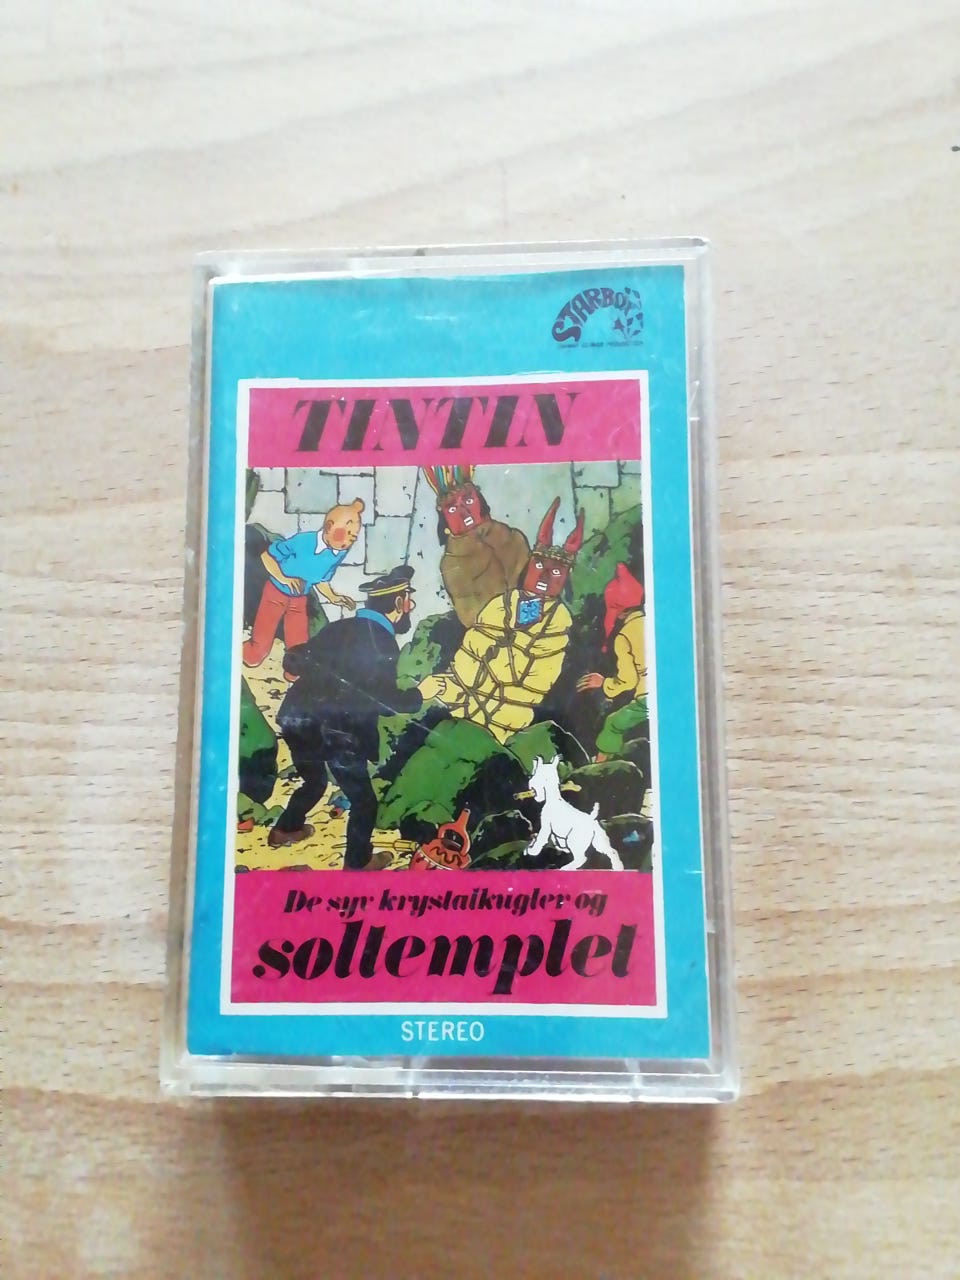 STARBOX
TINTIN
De syv krystalkugler og
soltemplet
STEREO